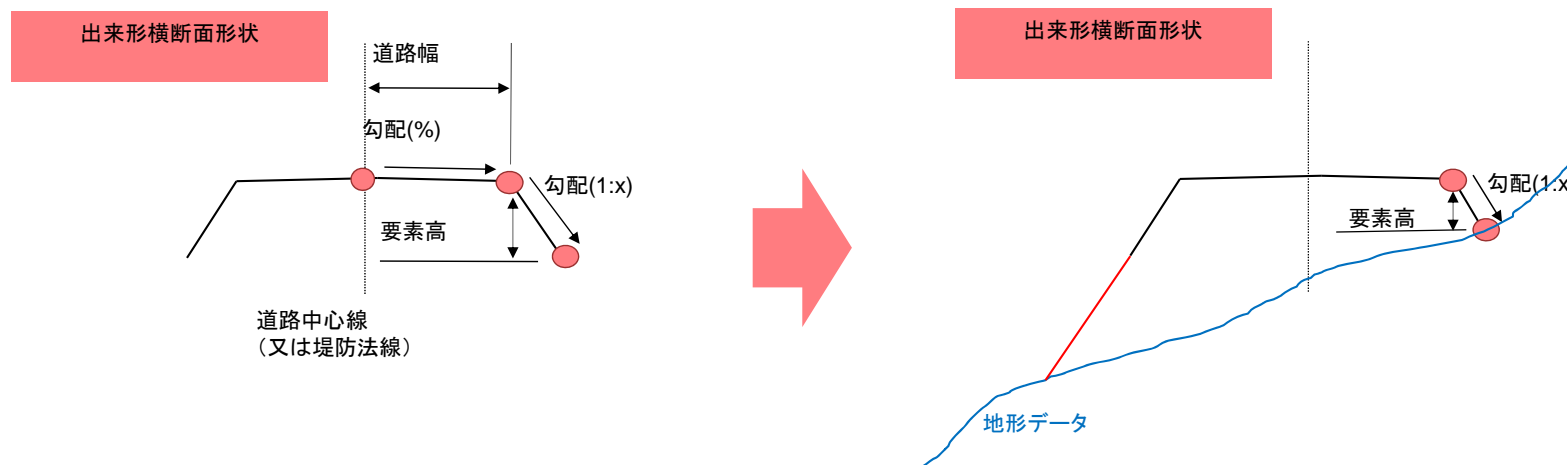 出来形横断面形状
道路幅
勾配(%)
勾配(1:x)
要素高
道路中心線
（又は堤防法線）
出来形横断面形状
勾配(1:x
要素高
地形データ